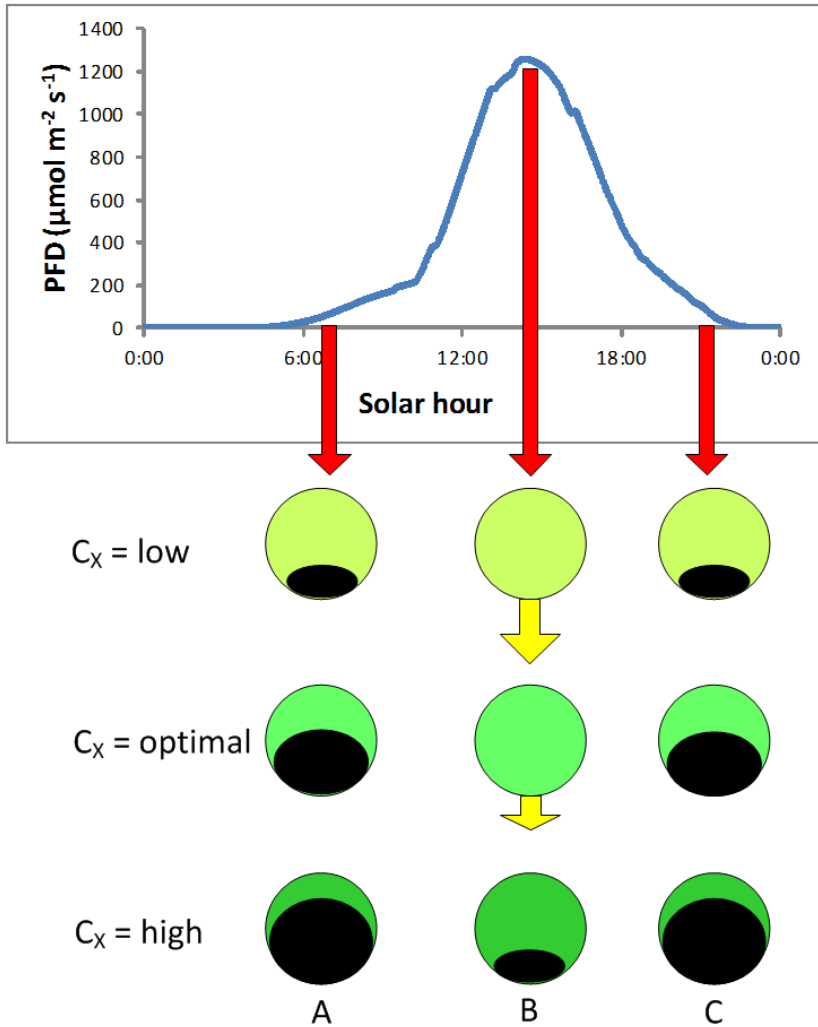 1400
1200
1000
800
600
400
200
0
PFD (µmol m⁻² s⁻¹)
0:00 6:00 12:00 18:00 0:00
Solar hour
Cₓ = low
Cₓ = optimal
Cₓ = high
A B C